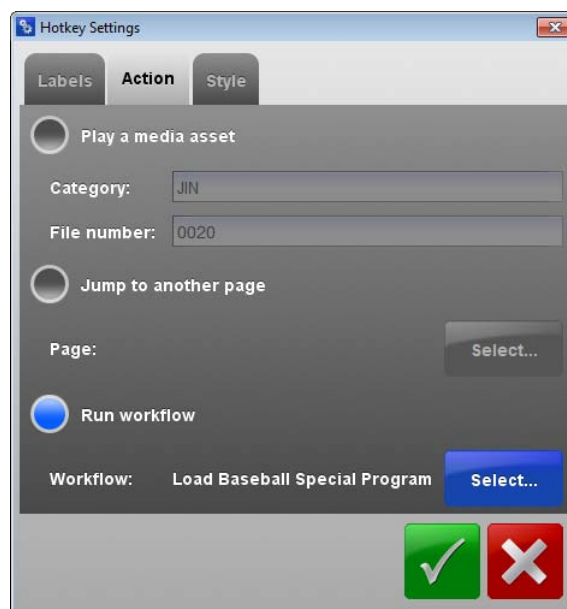 Hotkey Settings
Labels Action Style
Play a media asset
Category: JIN
File number: 0020
Jump to another page
Page: Select...
Run workflow
Workflow: Load Baseball Special Program Select...